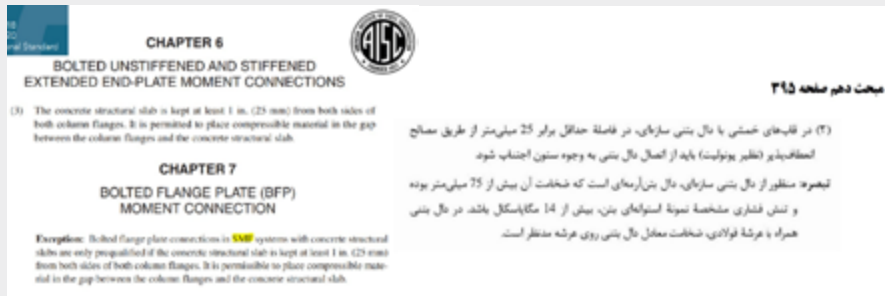 18
20
nal Standard
CHAPTER 6
BOLTED UNSTIFFENED AND STIFFENED
EXTENDED END-PLATE MOMENT CONNECTIONS
(3) The concrete structural slab is kept at least 1 in. (25 mm) from both sides of
both column flanges. It is permitted to place compressible material in the gap
between the column flanges and the concrete structural slab.
CHAPTER 7
BOLTED FLANGE PLATE (BFP)
MOMENT CONNECTION
Exception: Bolted flange plate connections in SMF systems with concrete structural
slabs are only prequalified if the concrete structural slab is kept at least 1 in. (25 mm)
from both sides of both column flanges. It is permissible to place compressible mate-
rial in the gap between the column flanges and the concrete structural slab.
AISC
مبحث دهم صفحه ۳۹۵
(۲) در قاب‌های خمشی با دال بتنی سازه‌ای، در فاصلهٔ حداقل برابر 25 میلی‌متر از طریق مصالح
انعطاف‌پذیر (نظیر یونولیت) باید از اتصال دال بتنی به وجوه ستون اجتناب شود.
تبصره: منظور از دال بتنی سازه‌ای، دال بتن‌آرمه‌ای است که ضخامت آن بیش از 75 میلی‌متر بوده
و تنش فشاری مشخصهٔ نمونهٔ استوانه‌ای بتن، بیش از 14 مگاپاسکال باشد. در دال بتنی
همراه با عرشهٔ فولادی، ضخامت معادل دال بتنی روی عرشه مدنظر است.